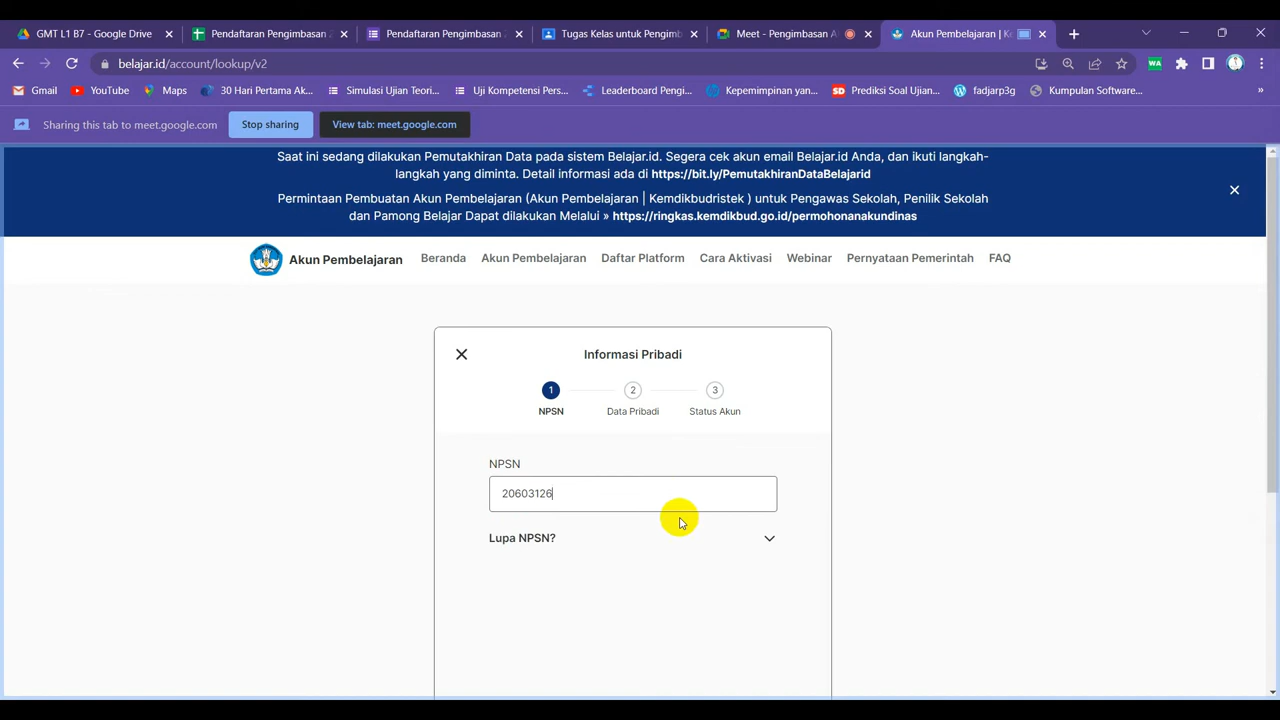 GMT L1 B7 - Google Drive
Pendaftaran Pengimbasan
Pendaftaran Pengimbasan
Tugas Kelas untuk Pengimb
Meet - Pengimbasan A
Akun Pembelajaran | K
belajar.id/account/lookup/v2
WA
Gmail
YouTube
Maps
30 Hari Pertama Ak...
Simulasi Ujian Teori...
Uji Kompetensi Pers...
Leaderboard Pengi...
Kepemimpinan yan...
SD Prediksi Soal Ujian...
fadjarp3g
Kumpulan Software...
»
Sharing this tab to meet.google.com
Stop sharing
View tab: meet.google.com
Saat ini sedang dilakukan Pemutakhiran Data pada sistem Belajar.id. Segera cek akun email Belajar.id Anda, dan ikuti langkah-
langkah yang diminta. Detail informasi ada di https://bit.ly/PemutakhiranDataBelajarid
Permintaan Pembuatan Akun Pembelajaran (Akun Pembelajaran | Kemdikbudristek ) untuk Pengawas Sekolah, Penilik Sekolah
dan Pamong Belajar Dapat dilakukan Melalui » https://ringkas.kemdikbud.go.id/permohonanakundinas
Akun Pembelajaran
Beranda
Akun Pembelajaran
Daftar Platform
Cara Aktivasi
Webinar
Pernyataan Pemerintah
FAQ
Informasi Pribadi
1
2
3
NPSN
Data Pribadi
Status Akun
NPSN
20603126
Lupa NPSN?